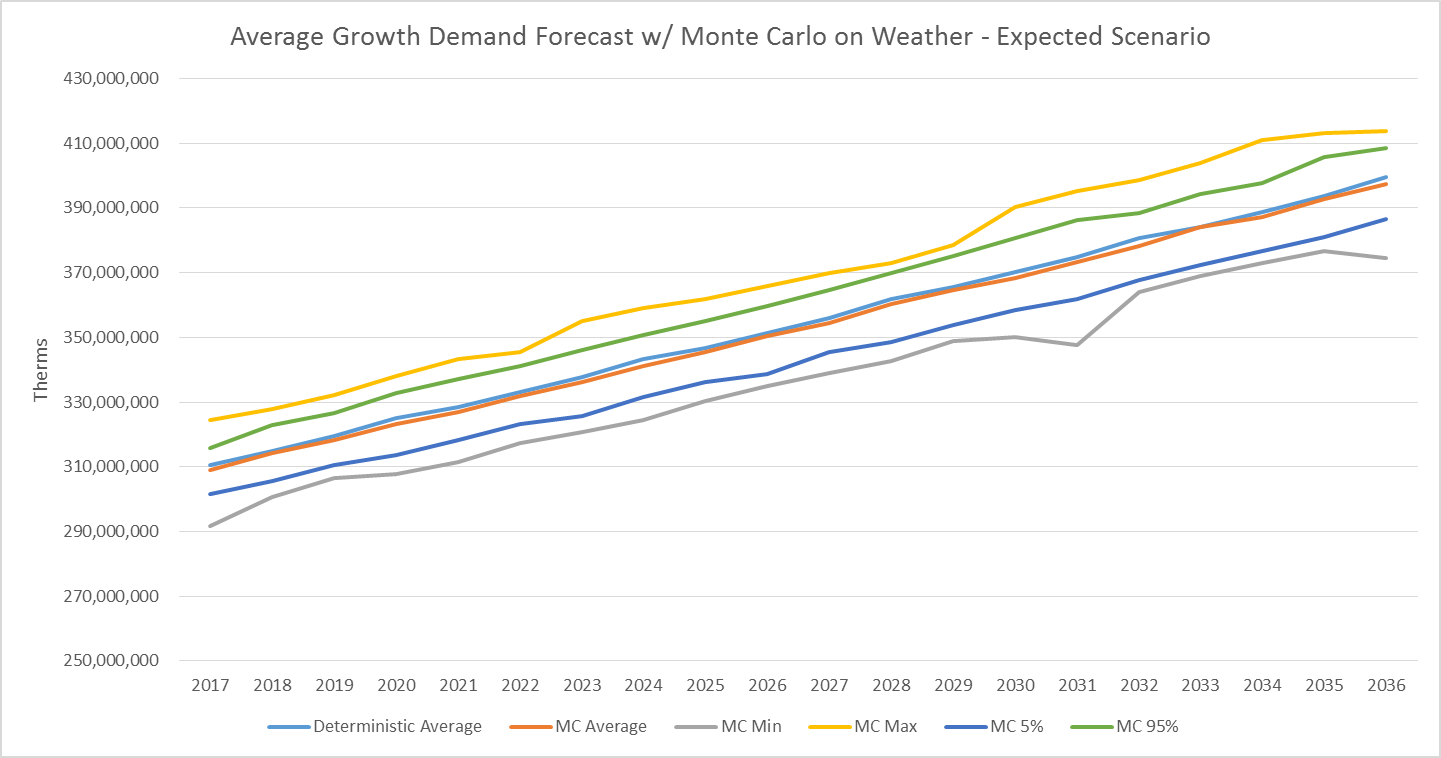 Average Growth Demand Forecast w/ Monte Carlo on Weather - Expected Scenario
430,000,000
410,000,000
390,000,000
370,000,000
350,000,000
330,000,000
310,000,000
290,000,000
270,000,000
250,000,000
Therms
2017 2018 2019 2020 2021 2022 2023 2024 2025 2026 2027 2028 2029 2030 2031 2032 2033 2034 2035 2036
Deterministic Average MC Average MC Min MC Max MC 5% MC 95%